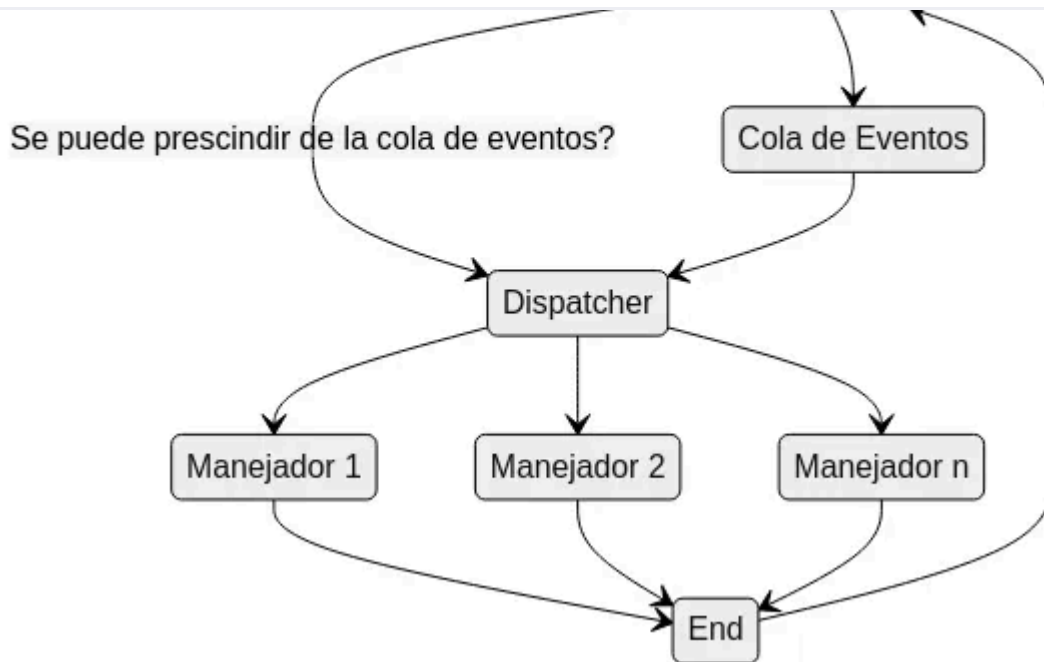 Se puede prescindir de la cola de eventos?
Cola de Eventos
Dispatcher
Manejador 1
Manejador 2
Manejador n
End